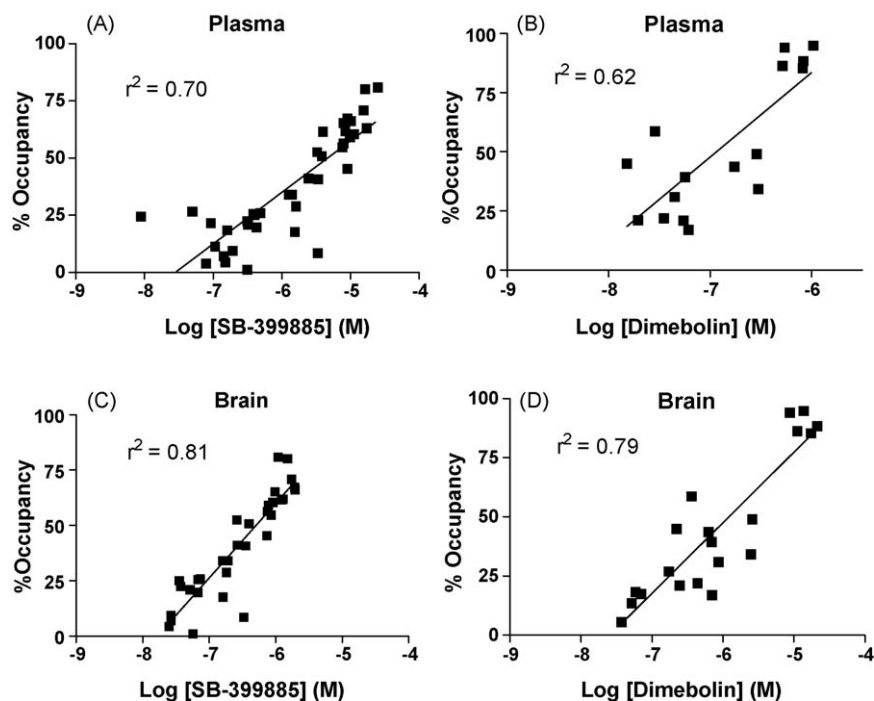 (A) Plasma
r² = 0.70
% Occupancy
100
75
50
25
0
-9 -8 -7 -6 -5 -4
Log [SB-399885] (M)
(B) Plasma
r² = 0.62
%Occupancy
100
75
50
25
0
-9 -8 -7 -6
Log [Dimebolin] (M)
(C) Brain
r² = 0.81
%Occupancy
100
75
50
25
0
-9 -8 -7 -6 -5 -4
Log [SB-399885] (M)
(D) Brain
r² = 0.79
% Occupancy
100
75
50
25
0
-9 -8 -7 -6 -5 -4
Log [Dimebolin] (M)